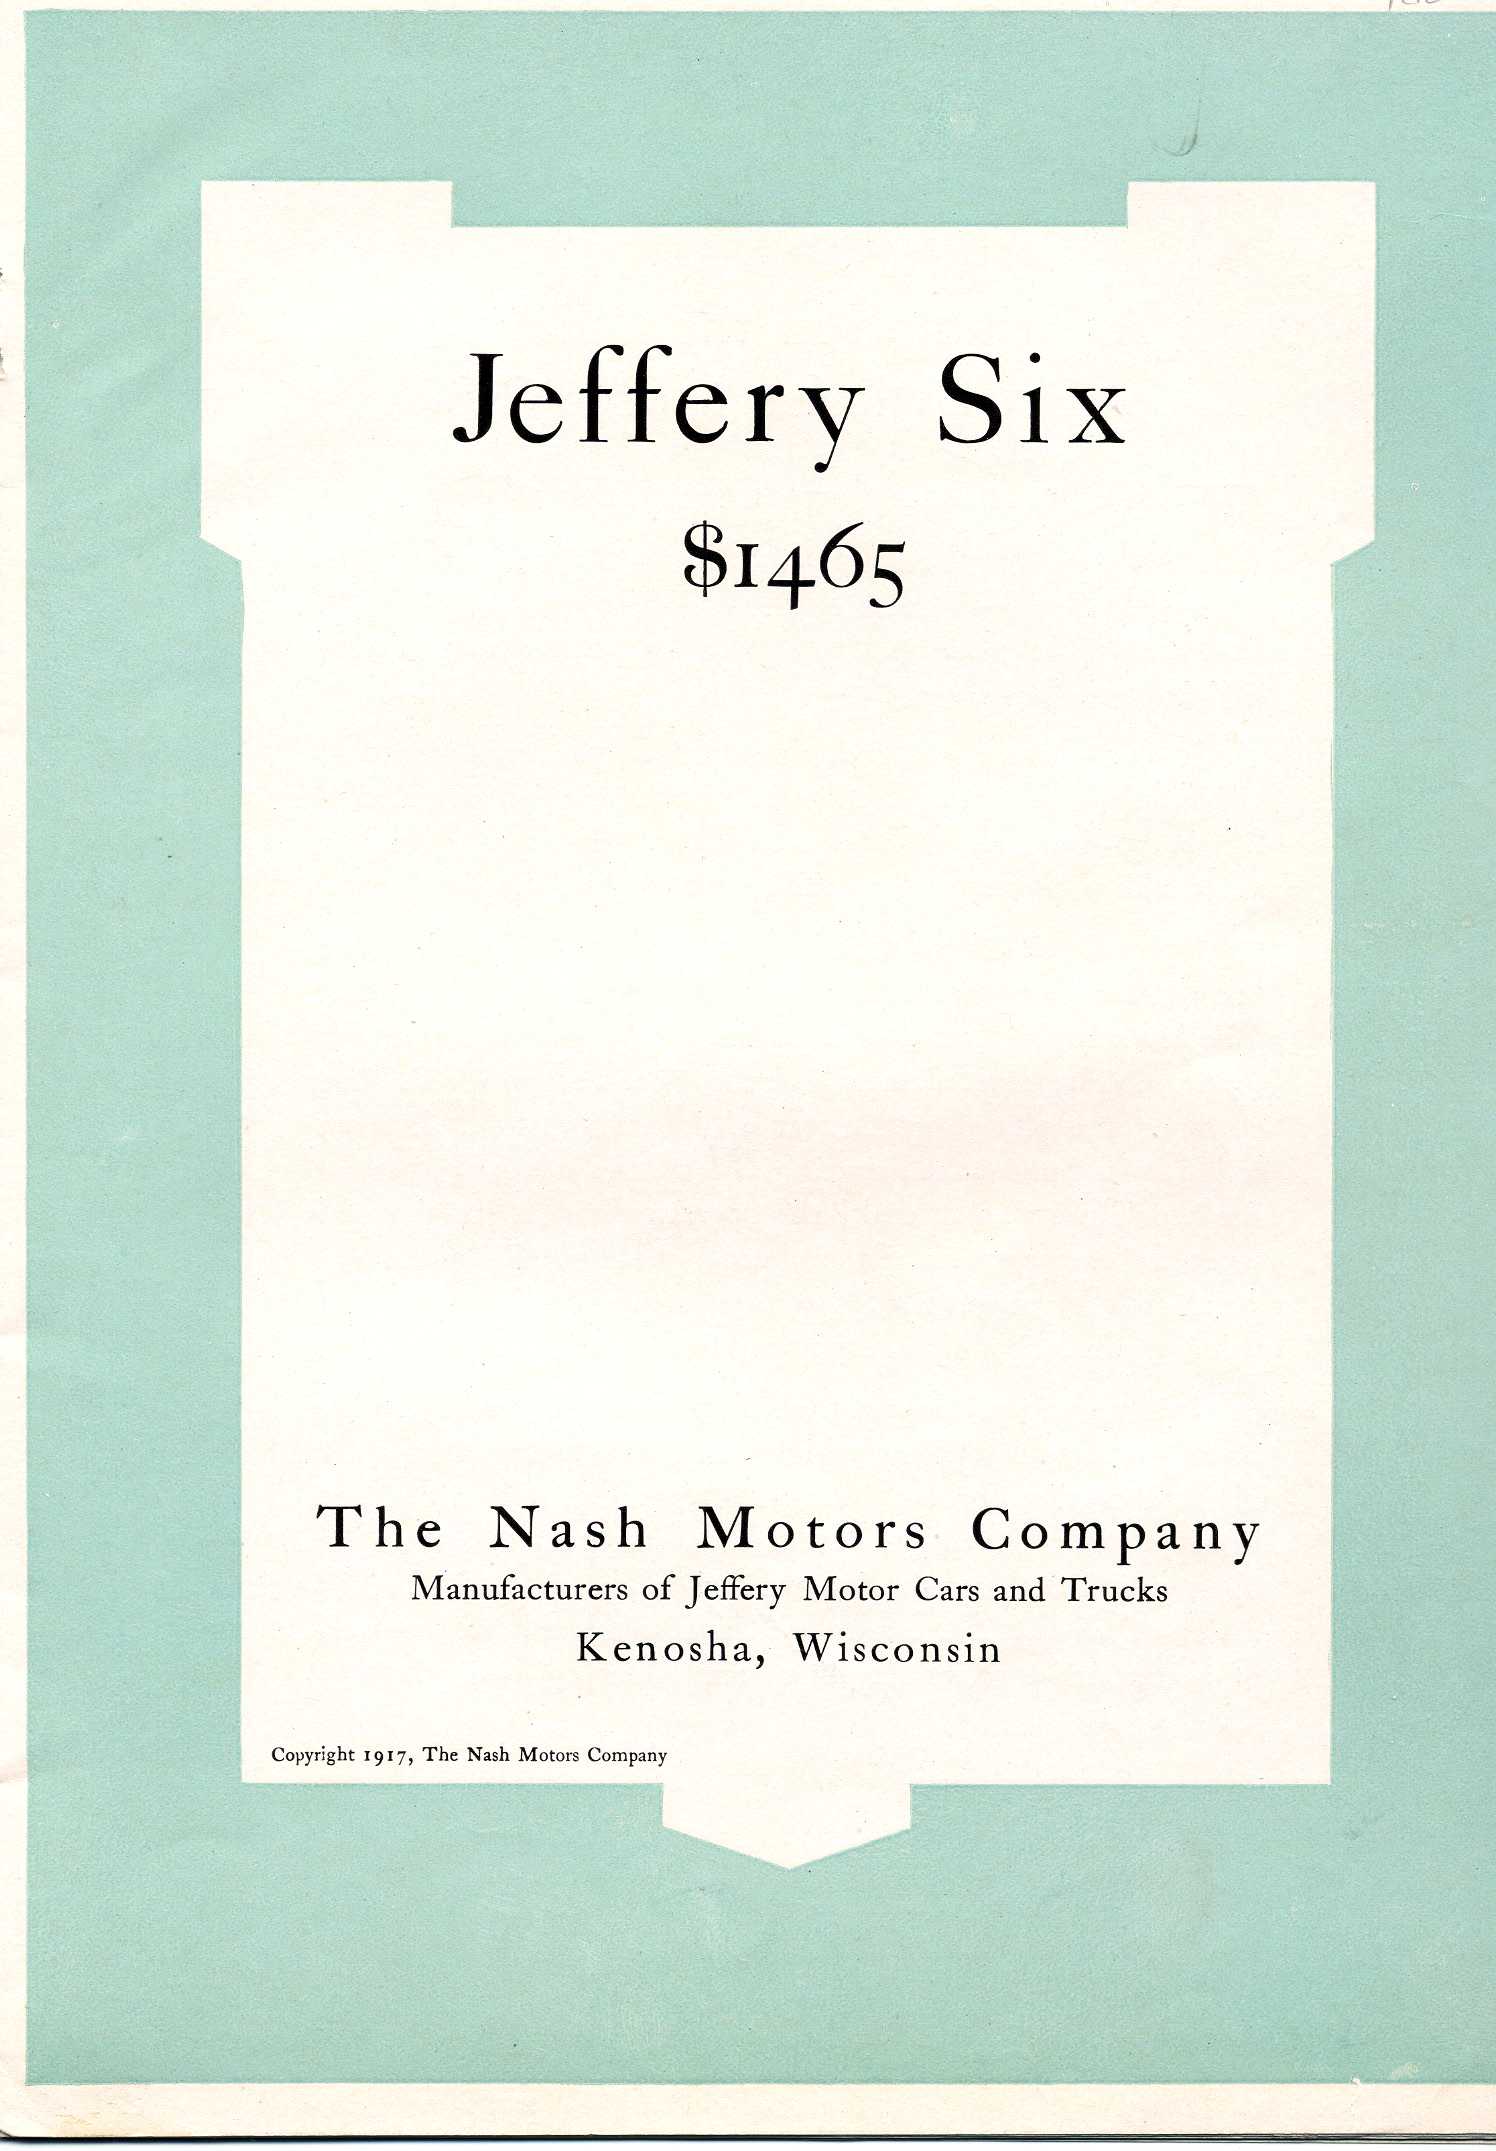 Jeffery Six
$1465
The Nash Motors Company
Manufacturers of Jeffery Motor Cars and Trucks
Kenosha, Wisconsin
Copyright 1917, The Nash Motors Company